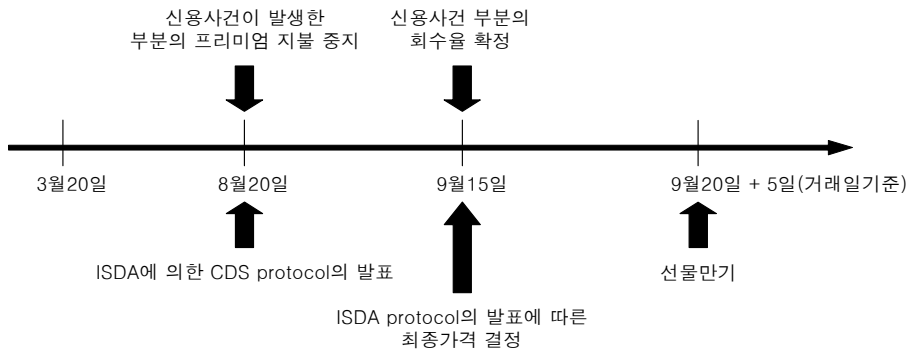 신용사건이 발생한
부분의 프리미엄 지불 중지
신용사건 부분의
회수율 확정
3월20일
8월20일
9월15일
9월20일 + 5일(거래일기준)
ISDA에 의한 CDS protocol의 발표
선물만기
ISDA protocol의 발표에 따른
최종가격 결정